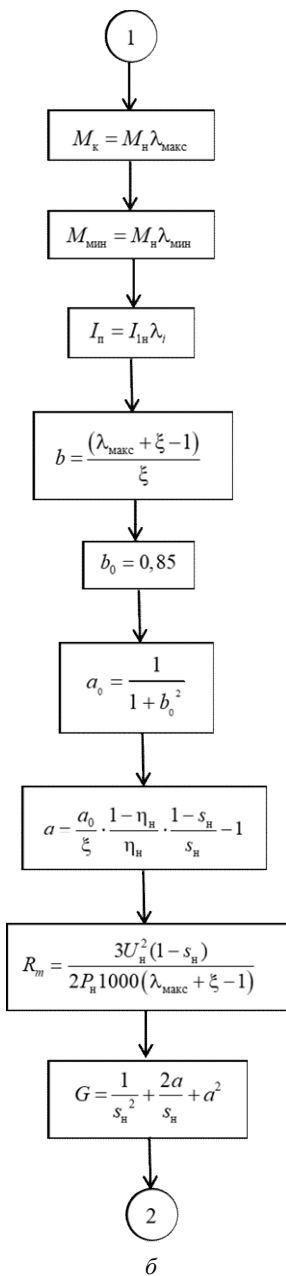 1
M_к = M_н λ_макс
M_мин = M_н λ_мин
I_п = I_1н λ_i
b = (λ_макс + ξ − 1) / ξ
b_0 = 0,85
a_0 = 1 / (1 + b_0^2)
a = a_0 / ξ · (1 − η_н) / η_н · (1 − s_н) / s_н − 1
R_m = 3U_н^2 (1 − s_н) / (2P_н 1000(λ_макс + ξ − 1))
G = 1 / s_н^2 + 2a / s_н + a^2
2
б